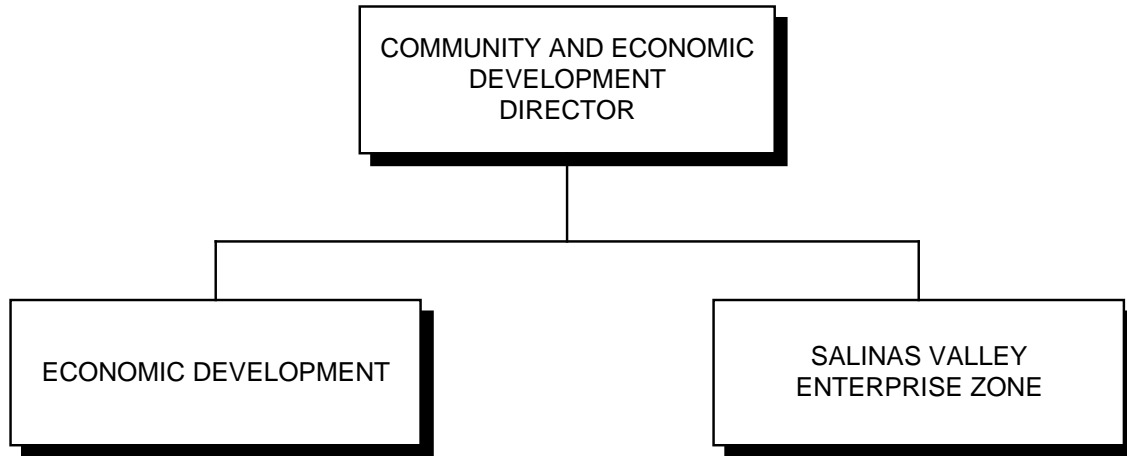 COMMUNITY AND ECONOMIC
DEVELOPMENT
DIRECTOR
ECONOMIC DEVELOPMENT
SALINAS VALLEY
ENTERPRISE ZONE